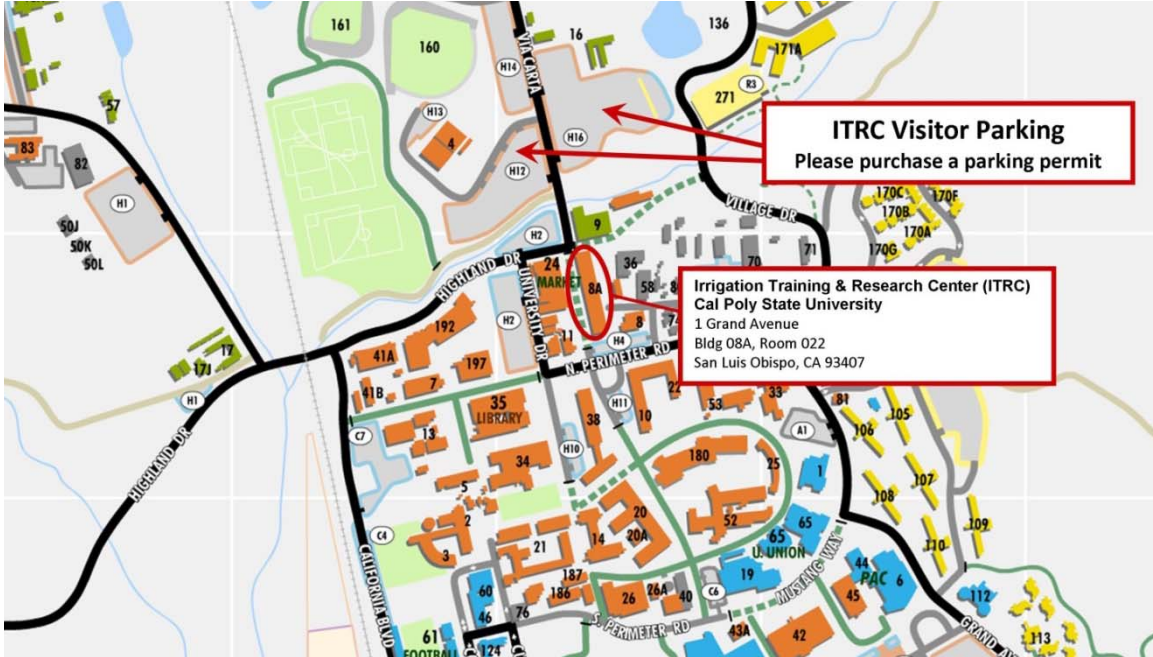 161
160
16
136
171A
VIA CARTA
H14
R3
271
57
H13
4
H16
ITRC Visitor Parking
Please purchase a parking permit
83
82
H12
H1
170C
170F
170B
170A
170G
VILLAGE DR
50J
50K
50L
9
H2
71
70
HIGHLAND DR
24
MARKET
8A
36
58
Irrigation Training & Research Center (ITRC)
Cal Poly State University
1 Grand Avenue
Bldg 08A, Room 022
San Luis Obispo, CA 93407
UNIVERSITY DR
H2
192
11
8
H4
17
17J
41A
197
N. PERIMETER RD
H1
41B
7
22
53
33
81
35
LIBRARY
38
H11
10
105
106
A1
C7
13
H10
HIGHLAND DR
34
180
25
1
107
108
5
2
20
20A
52
65
65
U. UNION
109
110
C4
3
21
14
CALIFORNIA BLVD
187
186
19
MUSTANG WAY
44
PAC
6
45
60
46
76
26
26A
40
C6
112
S. PERIMETER RD
43A
42
113
61
FOOTBALL
124